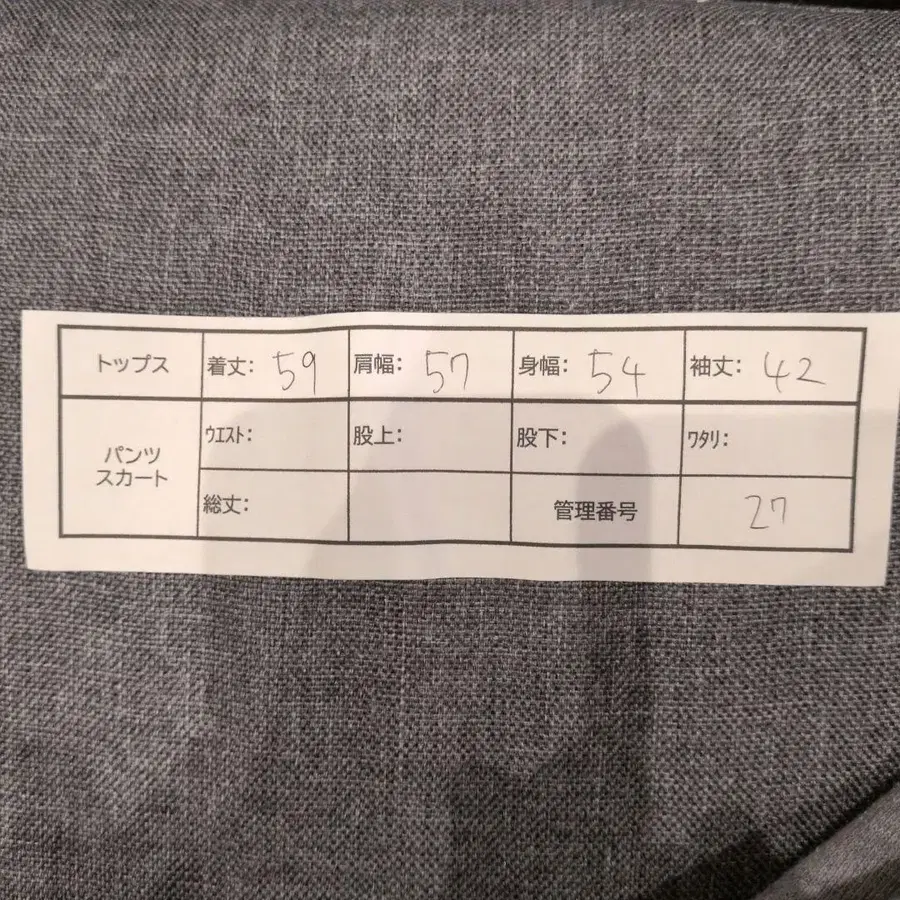 トップス 着丈: 59 肩幅: 57 身幅: 54 袖丈: 42
パンツ
スカート
ｳｴｽﾄ: 股上: 股下: ﾜﾀﾘ:
総丈: 管理番号 27